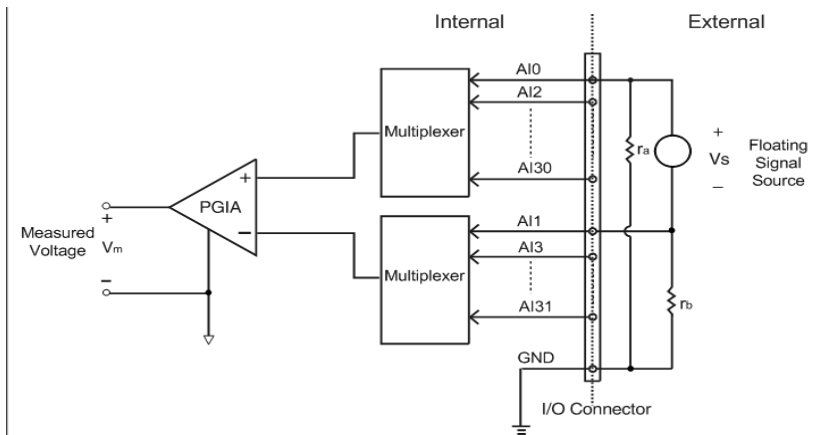 Internal
External
AI0
AI2
Multiplexer
AI30
ra
+
Vs
−
Floating
Signal
Source
+
PGIA
−
Measured
Voltage
+
Vm
−
AI1
AI3
Multiplexer
AI31
rb
GND
I/O Connector